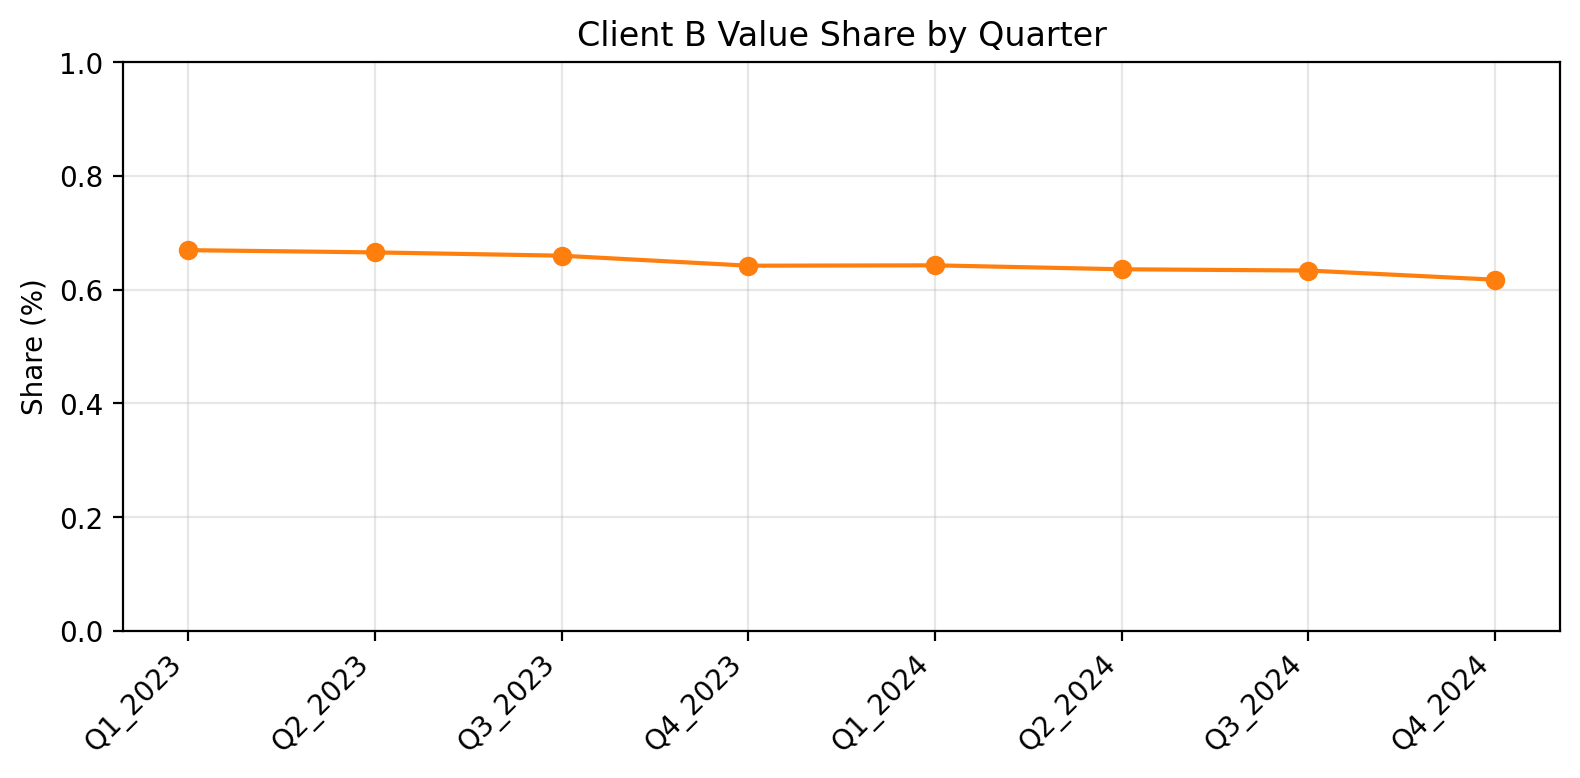 Client B Value Share by Quarter
Share (%)
1.0
0.8
0.6
0.4
0.2
0.0
Q1_2023
Q2_2023
Q3_2023
Q4_2023
Q1_2024
Q2_2024
Q3_2024
Q4_2024